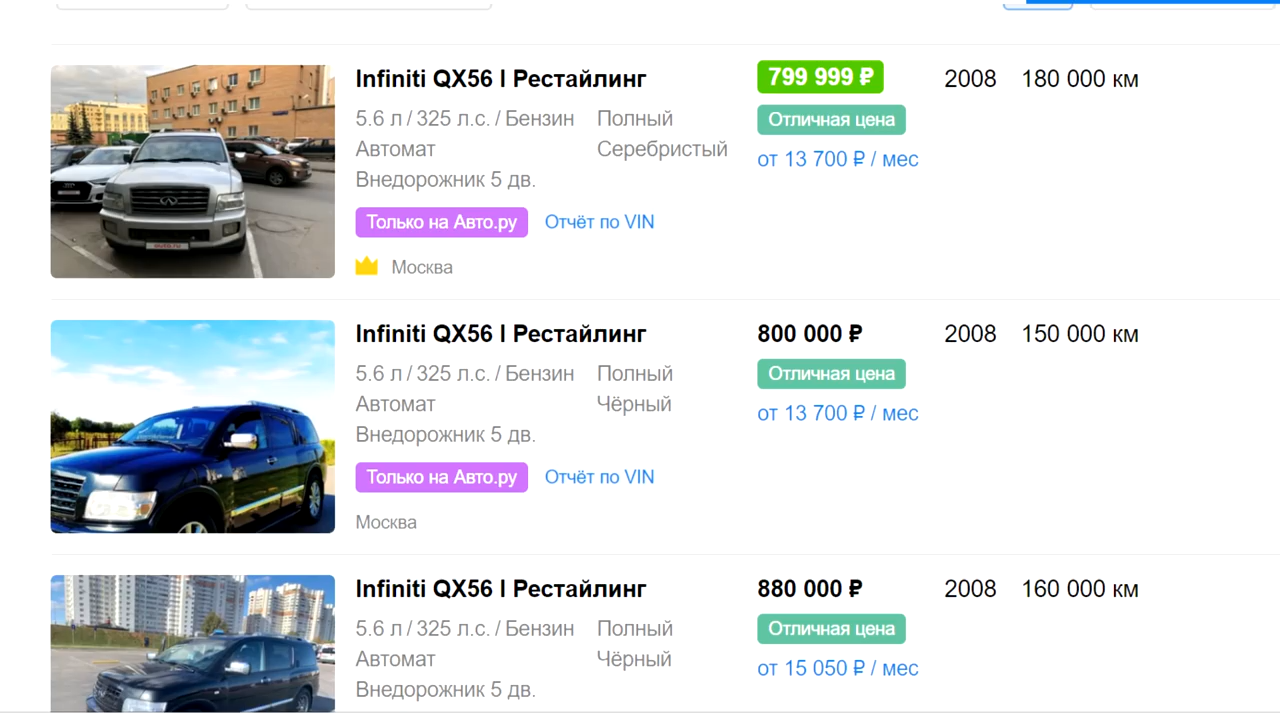 Infiniti QX56 I Рестайлинг
799 999 ₽
2008
180 000 км
5.6 л / 325 л.с. / Бензин
Полный
Отличная цена
Автомат
Серебристый
от 13 700 ₽ / мес
Внедорожник 5 дв.
Только на Авто.ру
Отчёт по VIN
Москва
Infiniti QX56 I Рестайлинг
800 000 ₽
2008
150 000 км
5.6 л / 325 л.с. / Бензин
Полный
Отличная цена
Автомат
Чёрный
от 13 700 ₽ / мес
Внедорожник 5 дв.
Только на Авто.ру
Отчёт по VIN
Москва
Infiniti QX56 I Рестайлинг
880 000 ₽
2008
160 000 км
5.6 л / 325 л.с. / Бензин
Полный
Отличная цена
Автомат
Чёрный
от 15 050 ₽ / мес
Внедорожник 5 дв.